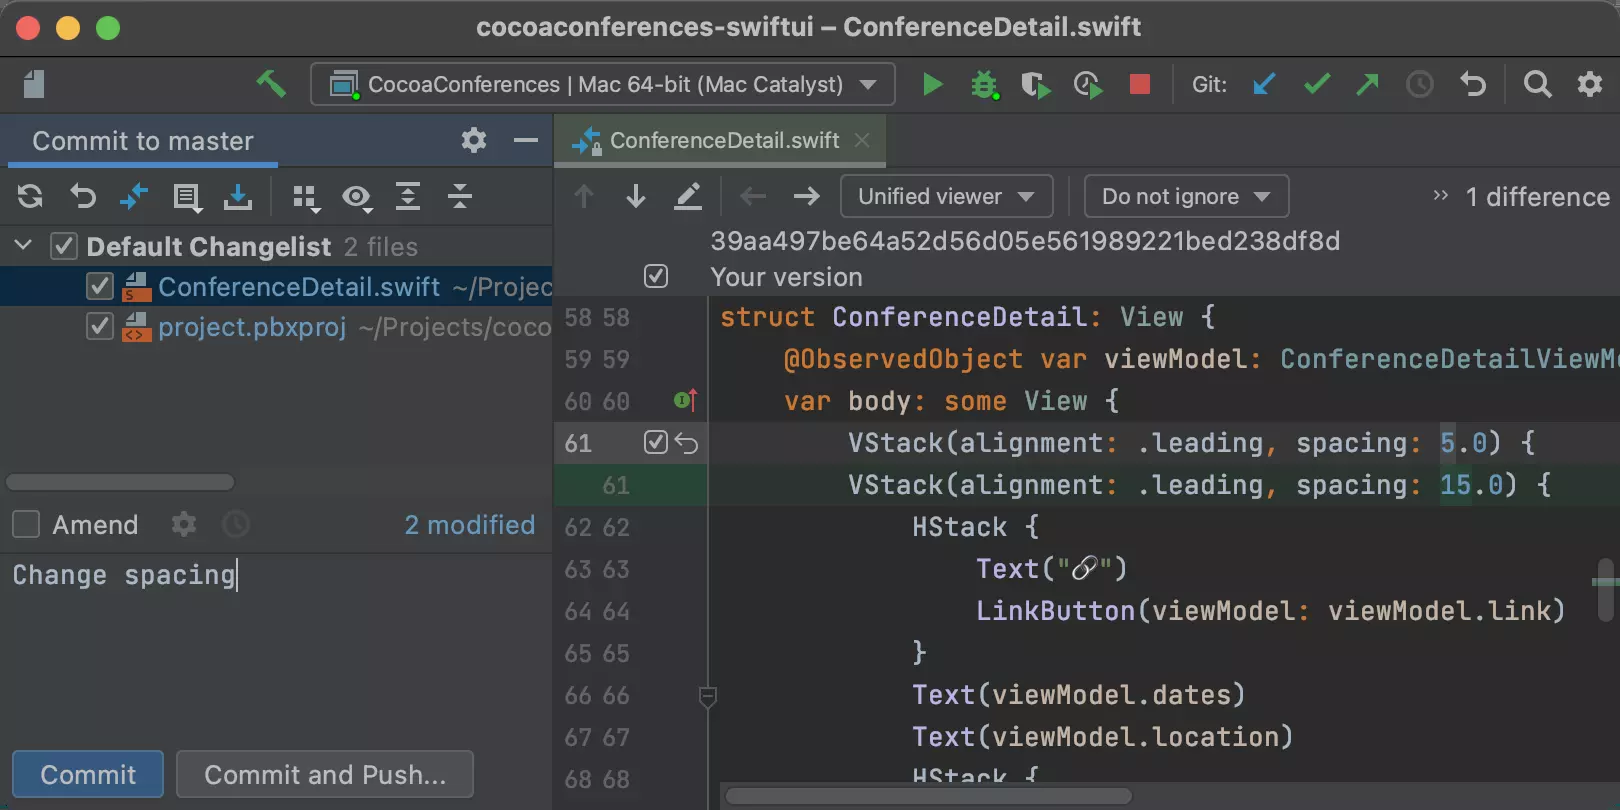 cocoaconferences-swiftui – ConferenceDetail.swift
CocoaConferences | Mac 64-bit (Mac Catalyst)
Git:
Commit to master
ConferenceDetail.swift
Unified viewer
Do not ignore
1 difference
Default Changelist 2 files
ConferenceDetail.swift ~/Projec
project.pbxproj ~/Projects/coco
Amend
2 modified
Change spacing
Commit
Commit and Push...
39aa497be64a52d56d05e561989221bed238df8d
Your version
58 58 struct ConferenceDetail: View {
59 59 @ObservedObject var viewModel: ConferenceDetailViewM
60 60 var body: some View {
61 VStack(alignment: .leading, spacing: 5.0) {
61 VStack(alignment: .leading, spacing: 15.0) {
62 62 HStack {
63 63 Text("🔗")
64 64 LinkButton(viewModel: viewModel.link)
65 65 }
66 66 Text(viewModel.dates)
67 67 Text(viewModel.location)
68 68 HStack {